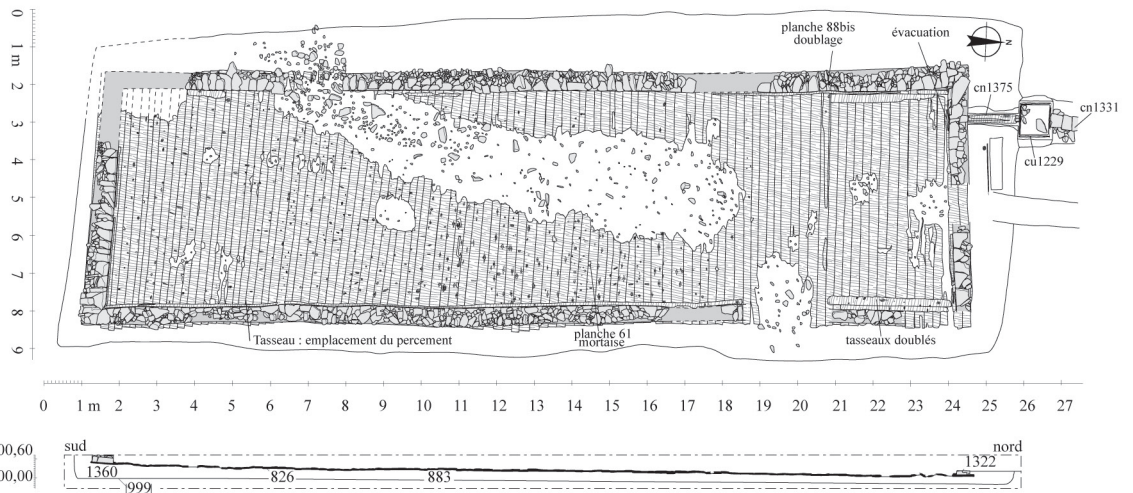 0
1 m
2
3
4
5
6
7
8
9
planche 88bis
doublage
évacuation
N
cn1375
cn1331
cu1229
Tasseau : emplacement du percement
planche 61
mortaise
tasseaux doublés
0 1 m 2 3 4 5 6 7 8 9 10 11 12 13 14 15 16 17 18 19 20 21 22 23 24 25 26 27
00,60 sud nord
00,00 1360 826 883 1322
999